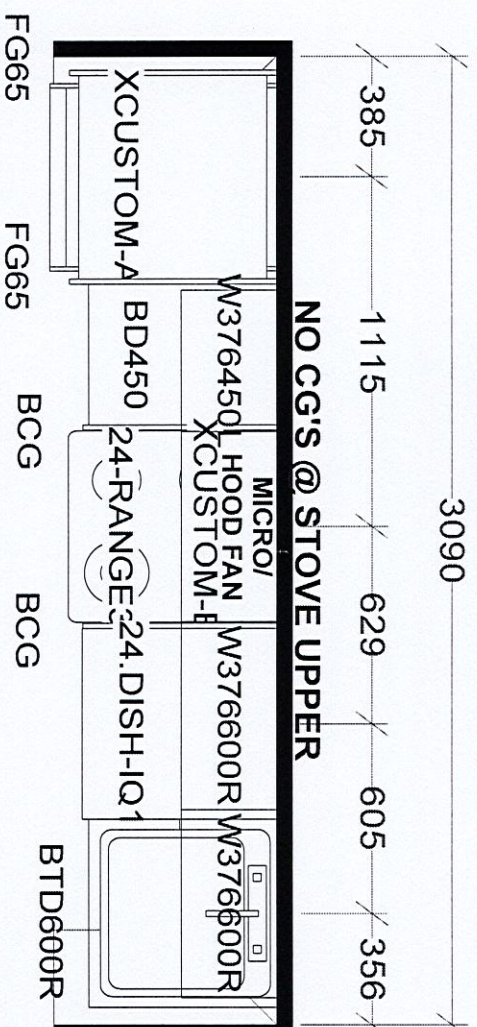 3090
385 1115 629 605 356
NO CG'S @ STOVE UPPER
MICRO/
HOOD FAN
W376450L
XCUSTOM-E
W376600R
W376600R
XCUSTOM-A
BD450
24-RANGES
24.DISH-IQ1
BTD600R
FG65
FG65
BCG
BCG